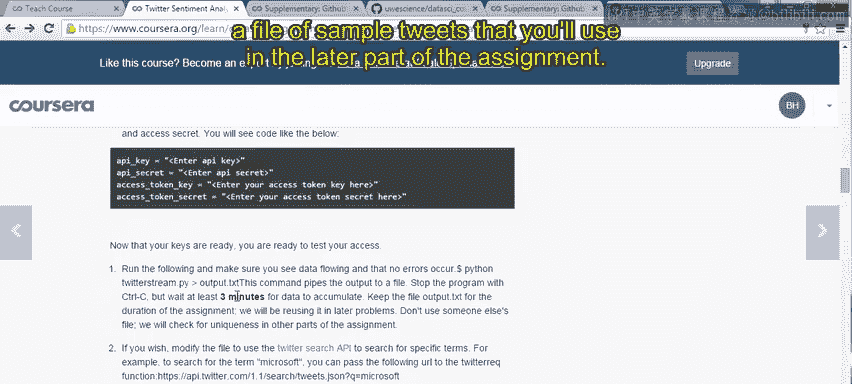 Teach Course
Twitter Sentiment Anal
Supplementary: Github
uwescience/datasci_co
Supplementary: Github
https://www.coursera.org/learn/
a file of sample tweets that you'll use
in the later part of the assignment.
Like this course? Become an e
Upgrade
coursera
BH
and access secret. You will see code like the below:
api_key = "<Enter api key>"
api_secret = "<Enter api secret>"
access_token_key = "<Enter your access token key here>"
access_token_secret = "<Enter your access token secret here>"
Now that your keys are ready, you are ready to test your access.
1. Run the following and make sure you see data flowing and that no errors occur.$ python
twitterstream.py > output.txtThis command pipes the output to a file. Stop the program with
Ctrl-C, but wait at least 3 minutes for data to accumulate. Keep the file output.txt for the
duration of the assignment; we will be reusing it in later problems. Don't use someone else's
file; we will check for uniqueness in other parts of the assignment.
2. If you wish, modify the file to use the twitter search API to search for specific terms. For
example, to search for the term "microsoft", you can pass the following url to the twitterreq
function:https://api.twitter.com/1.1/search/tweets.json?q=microsoft